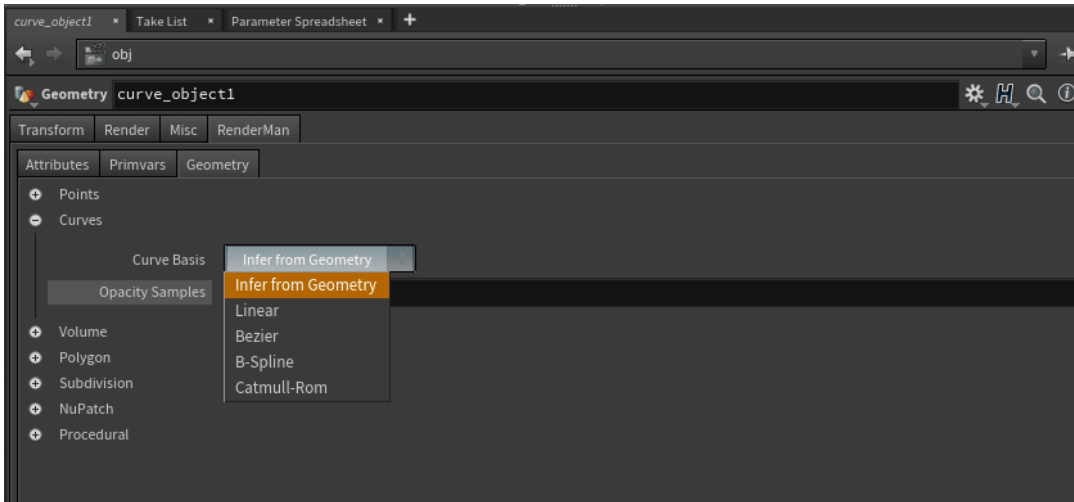 curve_object1 × Take List × Parameter Spreadsheet × +
obj
Geometry curve_object1
Transform Render Misc RenderMan
Attributes Primvars Geometry
Points
Curves
Curve Basis Infer from Geometry
Opacity Samples Infer from Geometry
Linear
Bezier
B-Spline
Catmull-Rom
Volume
Polygon
Subdivision
NuPatch
Procedural